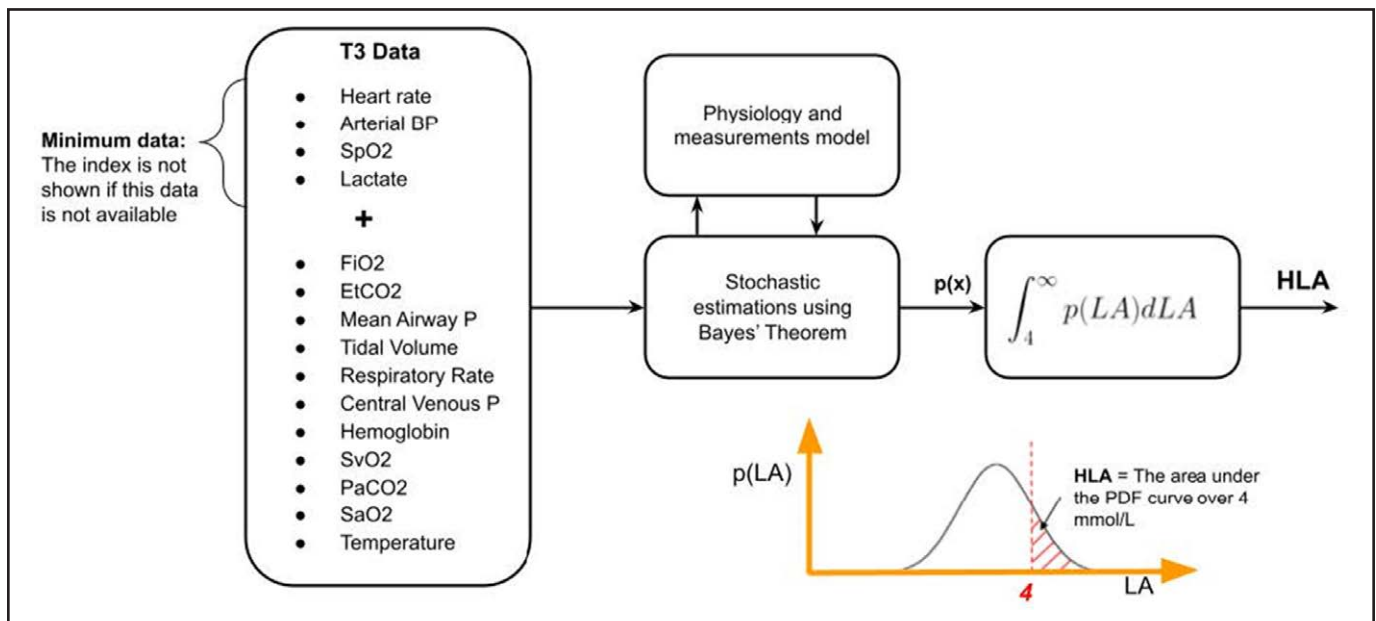 T3 Data
• Heart rate
• Arterial BP
• SpO2
• Lactate
+
• FiO2
• EtCO2
• Mean Airway P
• Tidal Volume
• Respiratory Rate
• Central Venous P
• Hemoglobin
• SvO2
• PaCO2
• SaO2
• Temperature
Minimum data:
The index is not
shown if this data
is not available
Physiology and
measurements model
Stochastic
estimations using
Bayes' Theorem
p(x)
∫₄^∞ p(LA)dLA
HLA
p(LA)
HLA = The area under
the PDF curve over 4
mmol/L
4
LA